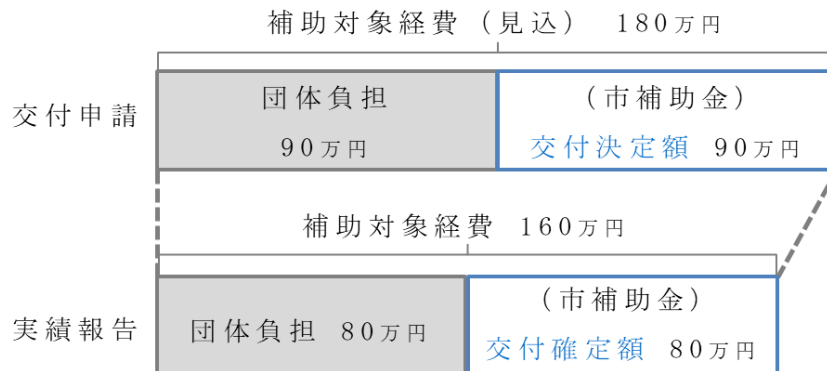 補助対象経費（見込） 180万円
交付申請
団体負担
90万円
（市補助金）
交付決定額 90万円
補助対象経費 160万円
実績報告
団体負担 80万円
（市補助金）
交付確定額 80万円